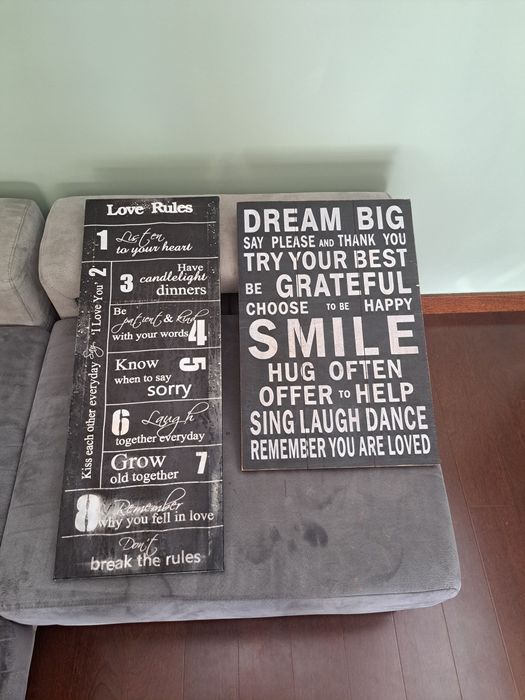 Love Rules
1 Listen
to your heart
2 Kiss each other everyday Say 'I Love You'
3 Have
candlelight
dinners
Be
patient & kind
with your words 4
Know 5
when to say
sorry
6 Laugh
together everyday
Grow 7
old together
8 Remember
why you fell in love
Don't
break the rules
DREAM BIG
SAY PLEASE AND THANK YOU
TRY YOUR BEST
BE GRATEFUL
CHOOSE TO BE HAPPY
SMILE
HUG OFTEN
OFFER TO HELP
SING LAUGH DANCE
REMEMBER YOU ARE LOVED